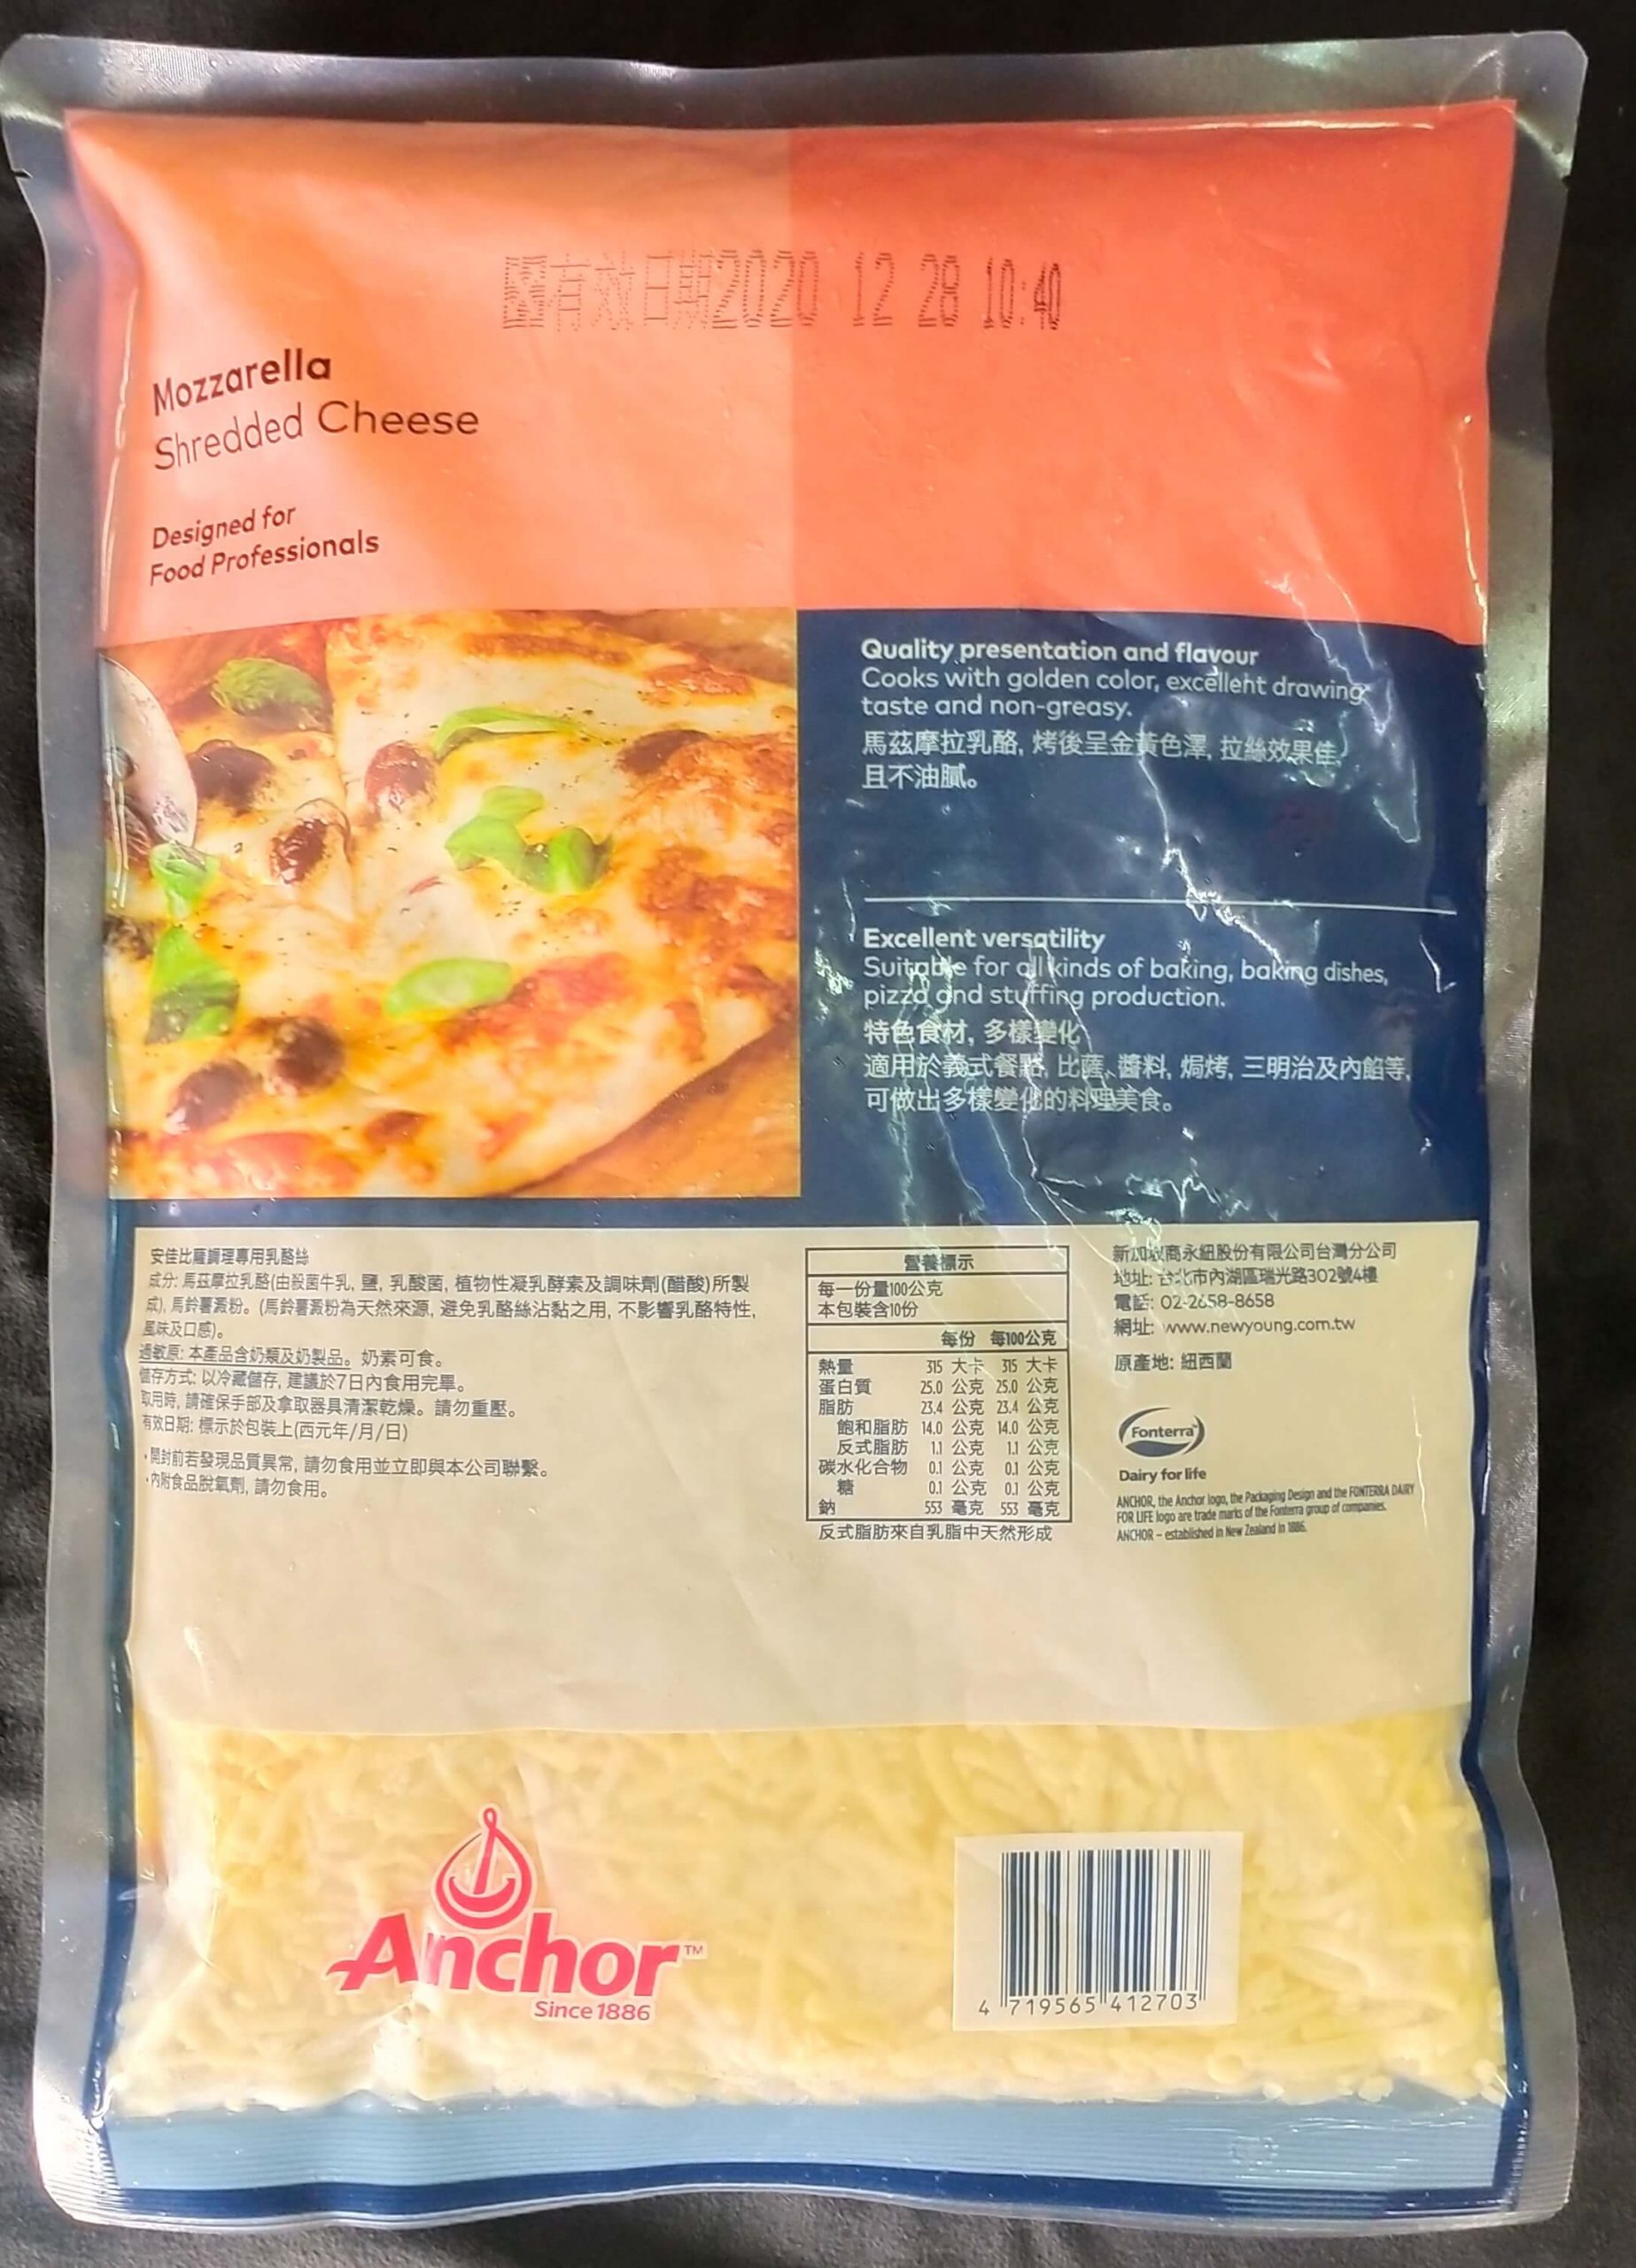 有效日期2020 12 28 10:40
Mozzarella
Shredded Cheese
Designed for
Food Professionals
Quality presentation and flavour
Cooks with golden color, excellent drawing
taste and non-greasy.
馬茲摩拉乳酪, 烤後呈金黃色澤, 拉絲效果佳,
且不油膩。
Excellent versatility
Suitable for all kinds of baking, baking dishes,
pizza and stuffing production.
特色食材, 多樣變化
適用於義式餐點, 比薩、醬料, 焗烤, 三明治及內餡等,
可做出多樣變化的料理美食。
安佳比薩調理專用乳酪絲
成分: 馬茲摩拉乳酪(由殺菌牛乳, 鹽, 乳酸菌, 植物性凝乳酵素及調味劑(醋酸)所製
成), 馬鈴薯澱粉。(馬鈴薯澱粉為天然來源, 避免乳酪絲沾黏之用, 不影響乳酪特性,
風味及口感)。
過敏原: 本產品含奶類及奶製品。奶素可食。
儲存方式: 以冷藏儲存, 建議於7日內食用完畢。
取用時, 請確保手部及拿取器具清潔乾燥。請勿重壓。
有效日期: 標示於包裝上(西元年/月/日)
·開封前若發現品質異常, 請勿食用並立即與本公司聯繫。
·內附食品脫氧劑, 請勿食用。
營養標示
每一份量100公克
本包裝含10份
每份 每100公克
熱量 315 大卡 315 大卡
蛋白質 25.0 公克 25.0 公克
脂肪 23.4 公克 23.4 公克
飽和脂肪 14.0 公克 14.0 公克
反式脂肪 1.1 公克 1.1 公克
碳水化合物 0.1 公克 0.1 公克
糖 0.1 公克 0.1 公克
鈉 553 毫克 553 毫克
反式脂肪來自乳脂中天然形成
新加坡商永紐股份有限公司台灣分公司
地址: 台北市內湖區瑞光路302號4樓
電話: 02-2658-8658
網址: www.newyoung.com.tw
原產地: 紐西蘭
Fonterra
Dairy for life
ANCHOR, the Anchor logo, the Packaging Design and the FONTERRA DAIRY
FOR LIFE logo are trade marks of the Fonterra group of companies.
ANCHOR – established in New Zealand in 1886.
Anchor™
Since 1886
4 719565 412703